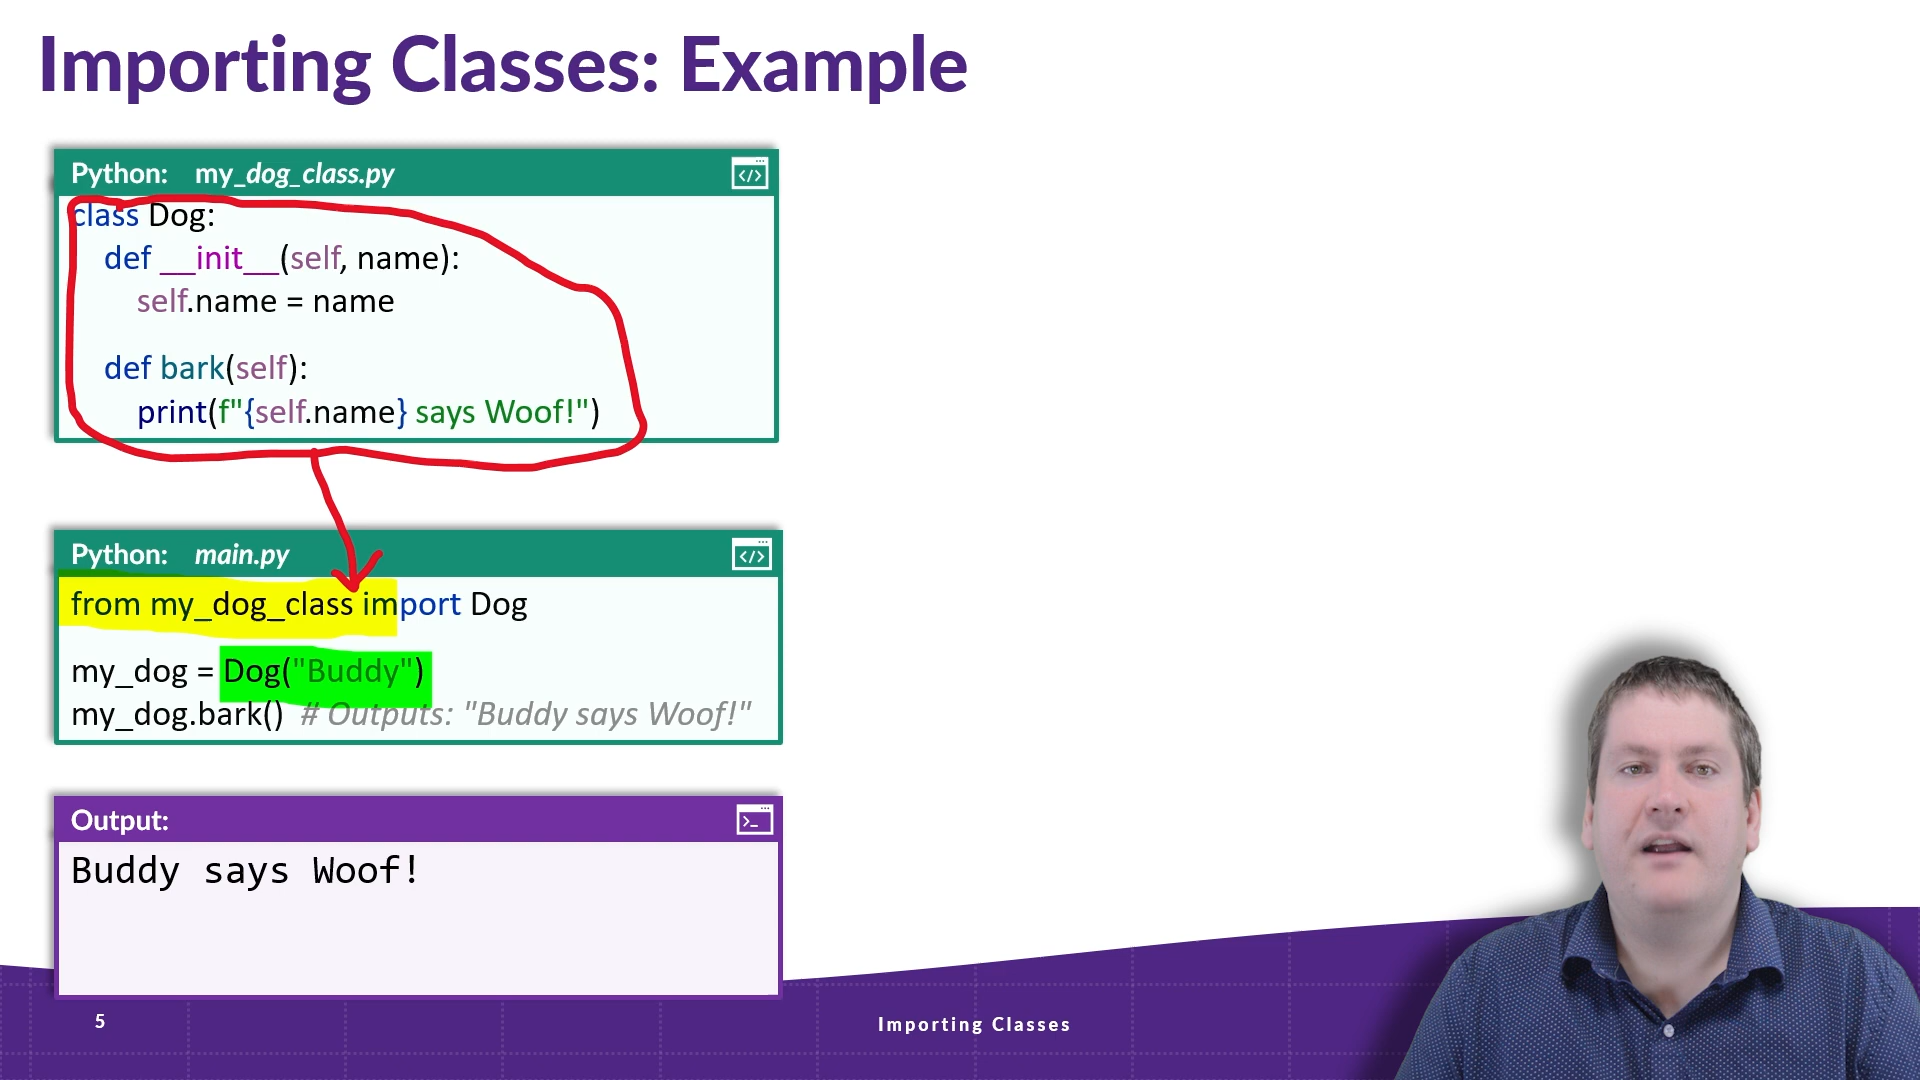 Importing Classes: Example
Python: my_dog_class.py
class Dog:
def __init__(self, name):
self.name = name
def bark(self):
print(f"{self.name} says Woof!")
Python: main.py
from my_dog_class import Dog
my_dog = Dog("Buddy")
my_dog.bark() # Outputs: "Buddy says Woof!"
Output:
Buddy says Woof!
5
Importing Classes